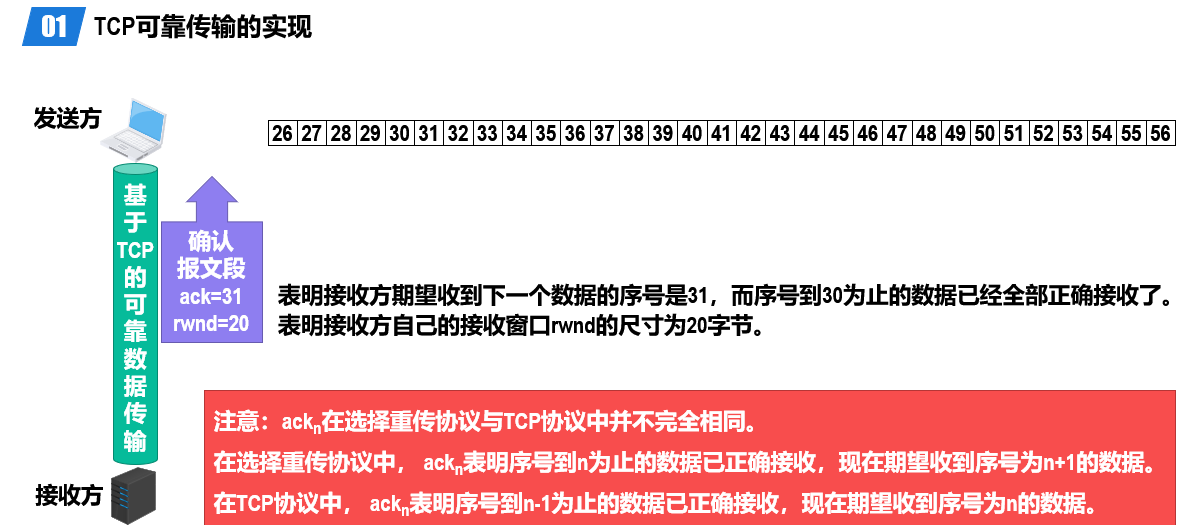 01 TCP可靠传输的实现
发送方
26 27 28 29 30 31 32 33 34 35 36 37 38 39 40 41 42 43 44 45 46 47 48 49 50 51 52 53 54 55 56
基于TCP的可靠数据传输
确认
报文段
ack=31
rwnd=20
表明接收方期望收到下一个数据的序号是31，而序号到30为止的数据已经全部正确接收了。
表明接收方自己的接收窗口rwnd的尺寸为20字节。
注意：ackn在选择重传协议与TCP协议中并不完全相同。
在选择重传协议中， ackn表明序号到n为止的数据已正确接收，现在期望收到序号为n+1的数据。
在TCP协议中， ackn表明序号到n-1为止的数据已正确接收，现在期望收到序号为n的数据。
接收方